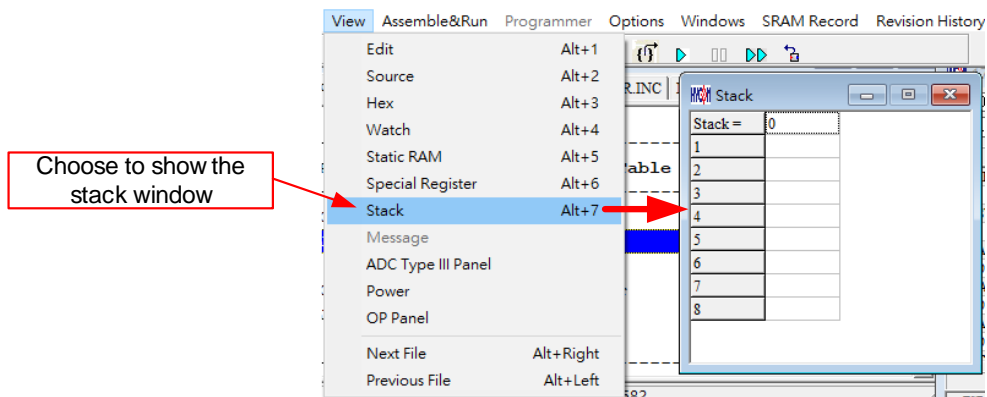 View Assemble&Run Programmer Options Windows SRAM Record Revision History
Edit Alt+1
Source Alt+2
Hex Alt+3
Watch Alt+4
Static RAM Alt+5
Special Register Alt+6
Stack Alt+7
Message
ADC Type III Panel
Power
OP Panel
Next File Alt+Right
Previous File Alt+Left
Choose to show the
stack window
R.INC
Table
Stack
Stack = 0
1
2
3
4
5
6
7
8